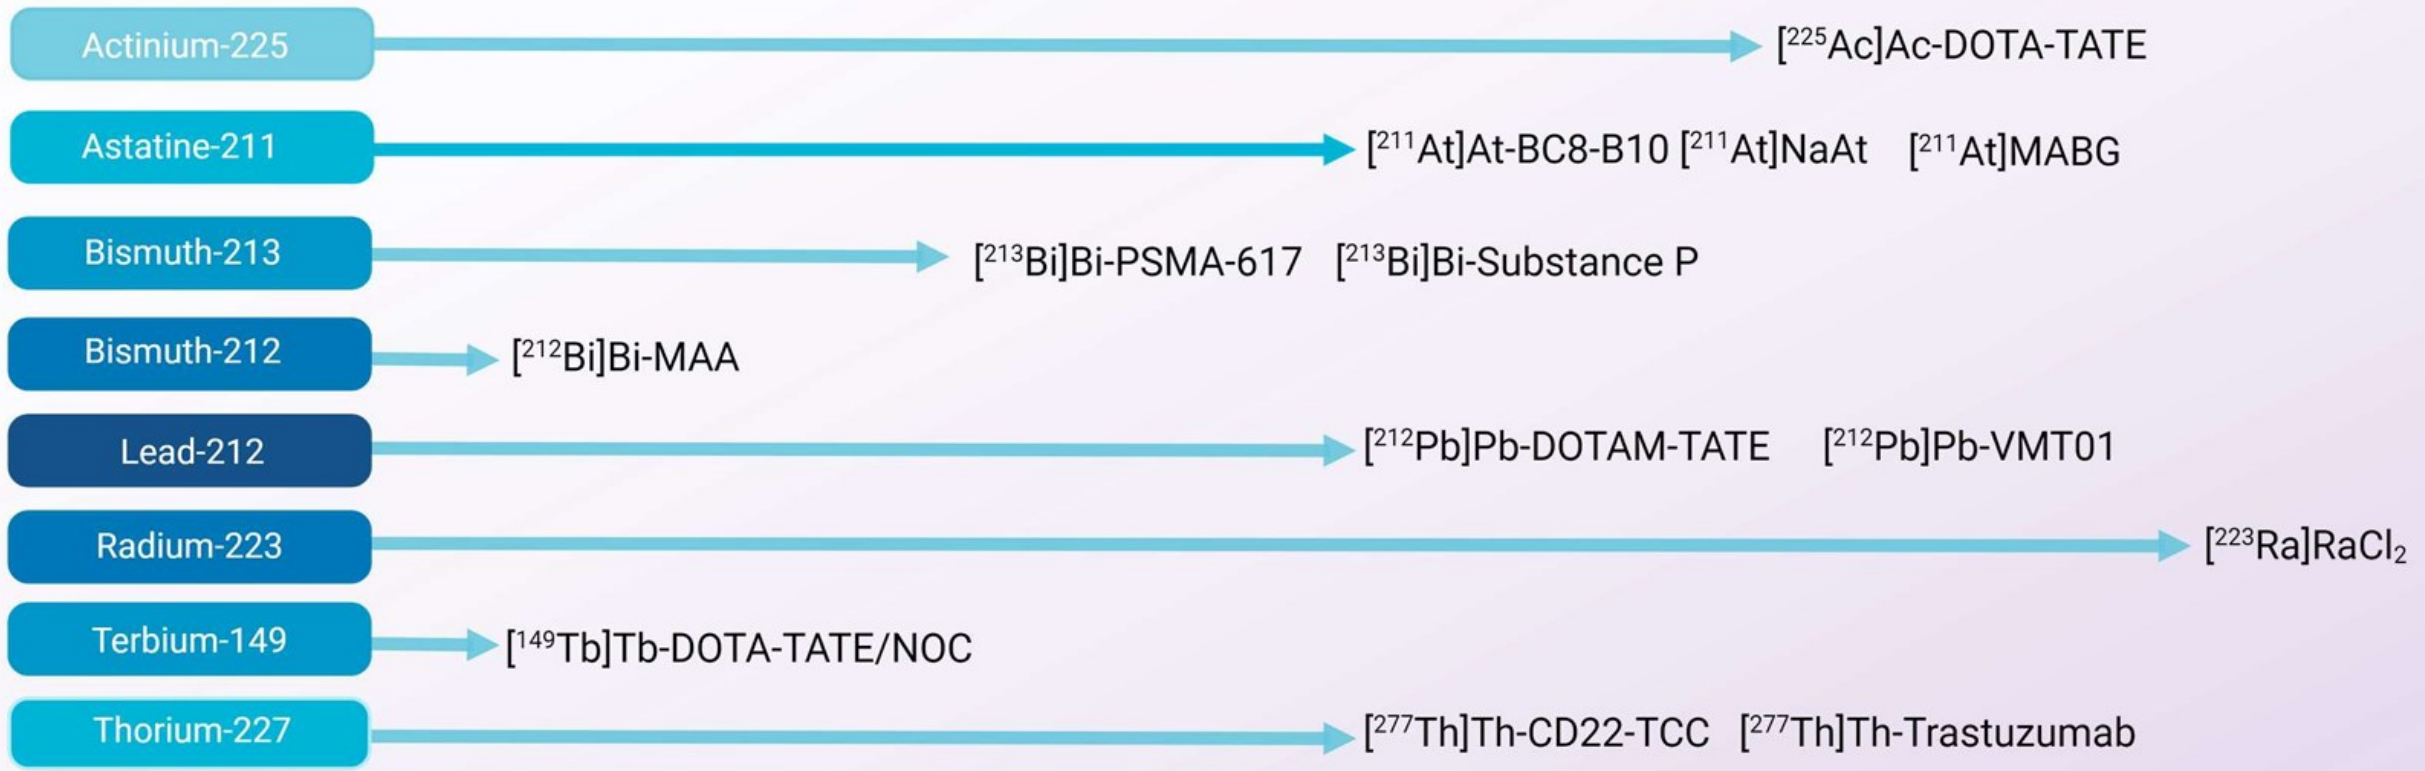 Actinium-225 [²²⁵Ac]Ac-DOTA-TATE
Astatine-211 [²¹¹At]At-BC8-B10 [²¹¹At]NaAt [²¹¹At]MABG
Bismuth-213 [²¹³Bi]Bi-PSMA-617 [²¹³Bi]Bi-Substance P
Bismuth-212 [²¹²Bi]Bi-MAA
Lead-212 [²¹²Pb]Pb-DOTAM-TATE [²¹²Pb]Pb-VMT01
Radium-223 [²²³Ra]RaCl₂
Terbium-149 [¹⁴⁹Tb]Tb-DOTA-TATE/NOC
Thorium-227 [²⁷⁷Th]Th-CD22-TCC [²⁷⁷Th]Th-Trastuzumab